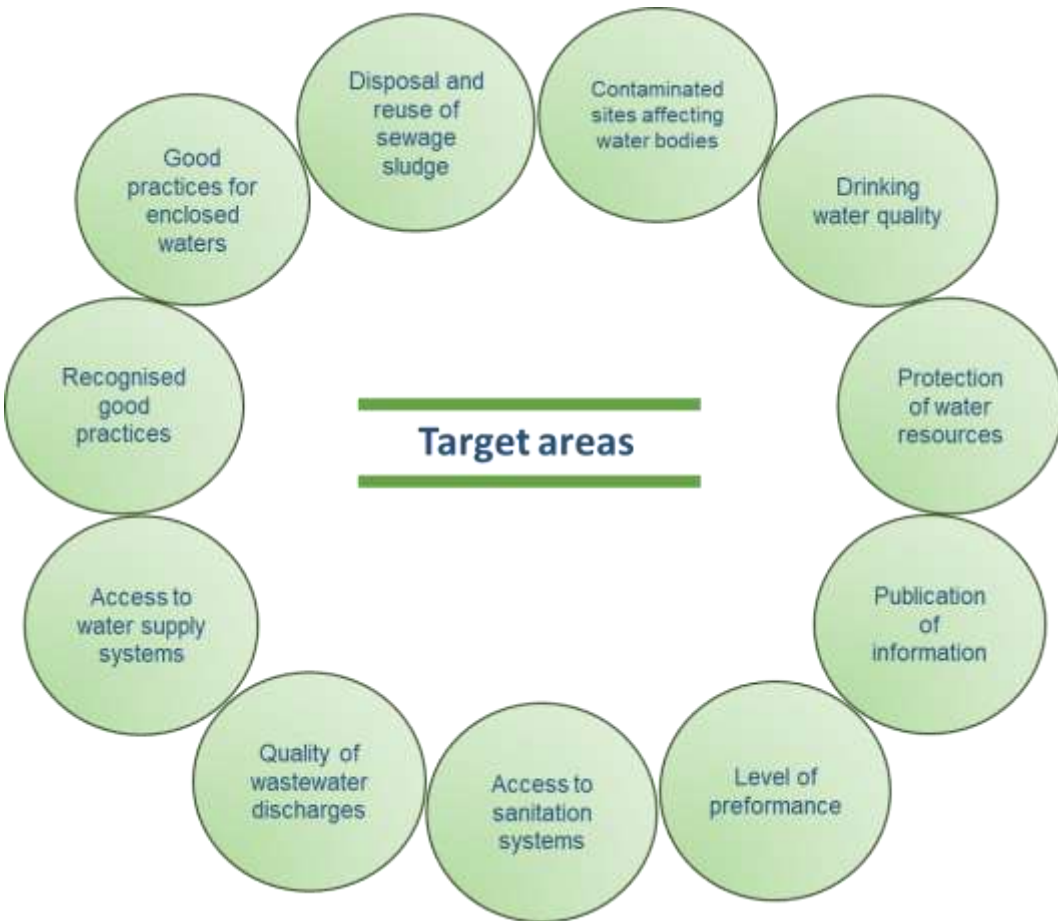 Disposal and
reuse of
sewage
sludge
Contaminated
sites affecting
water bodies
Good
practices for
enclosed
waters
Drinking
water quality
Recognised
good
practices
Target areas
Protection
of water
resources
Access to
water supply
systems
Publication
of
information
Quality of
wastewater
discharges
Access to
sanitation
systems
Level of
preformance